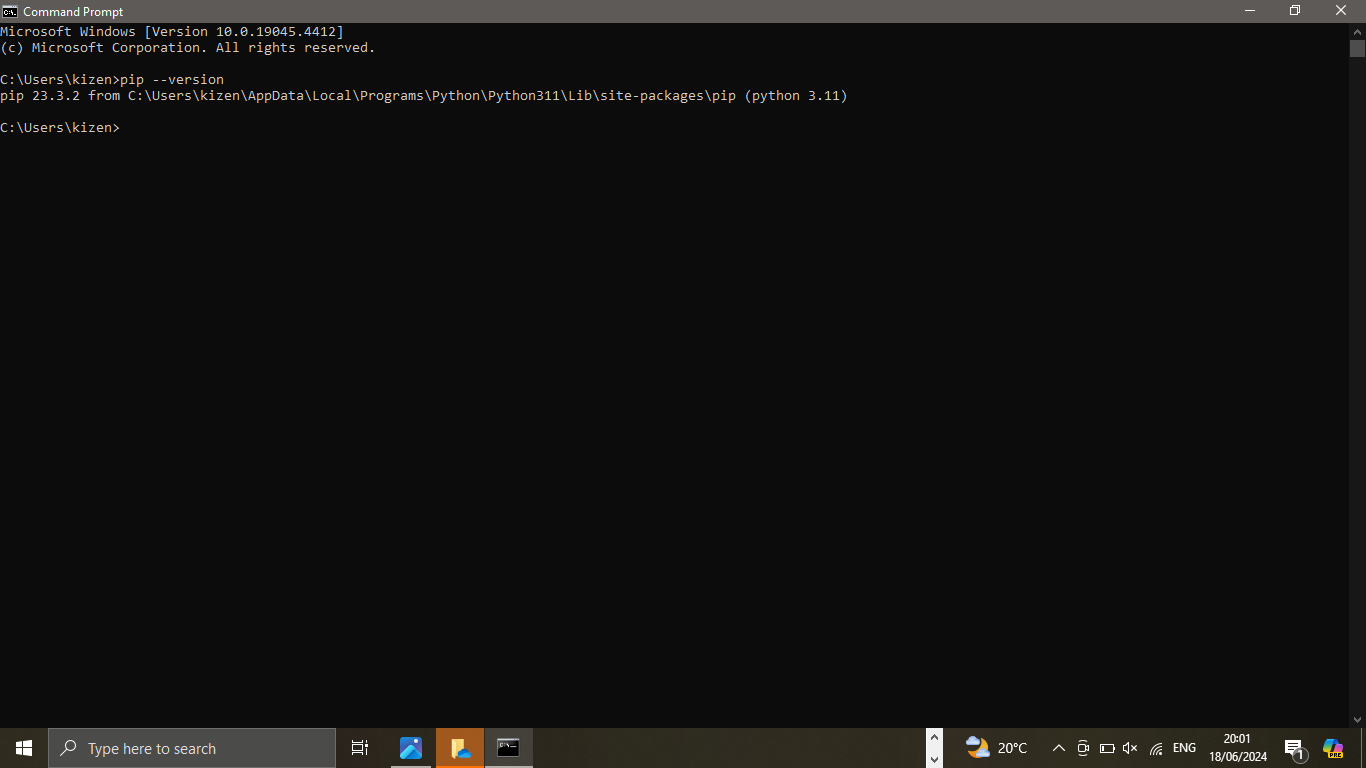 Command Prompt
Microsoft Windows [Version 10.0.19045.4412]
(c) Microsoft Corporation. All rights reserved.
C:\Users\kizen>pip --version
pip 23.3.2 from C:\Users\kizen\AppData\Local\Programs\Python\Python311\Lib\site-packages\pip (python 3.11)
C:\Users\kizen>
Type here to search
20°C
ENG
20:01
18/06/2024
1
PRE